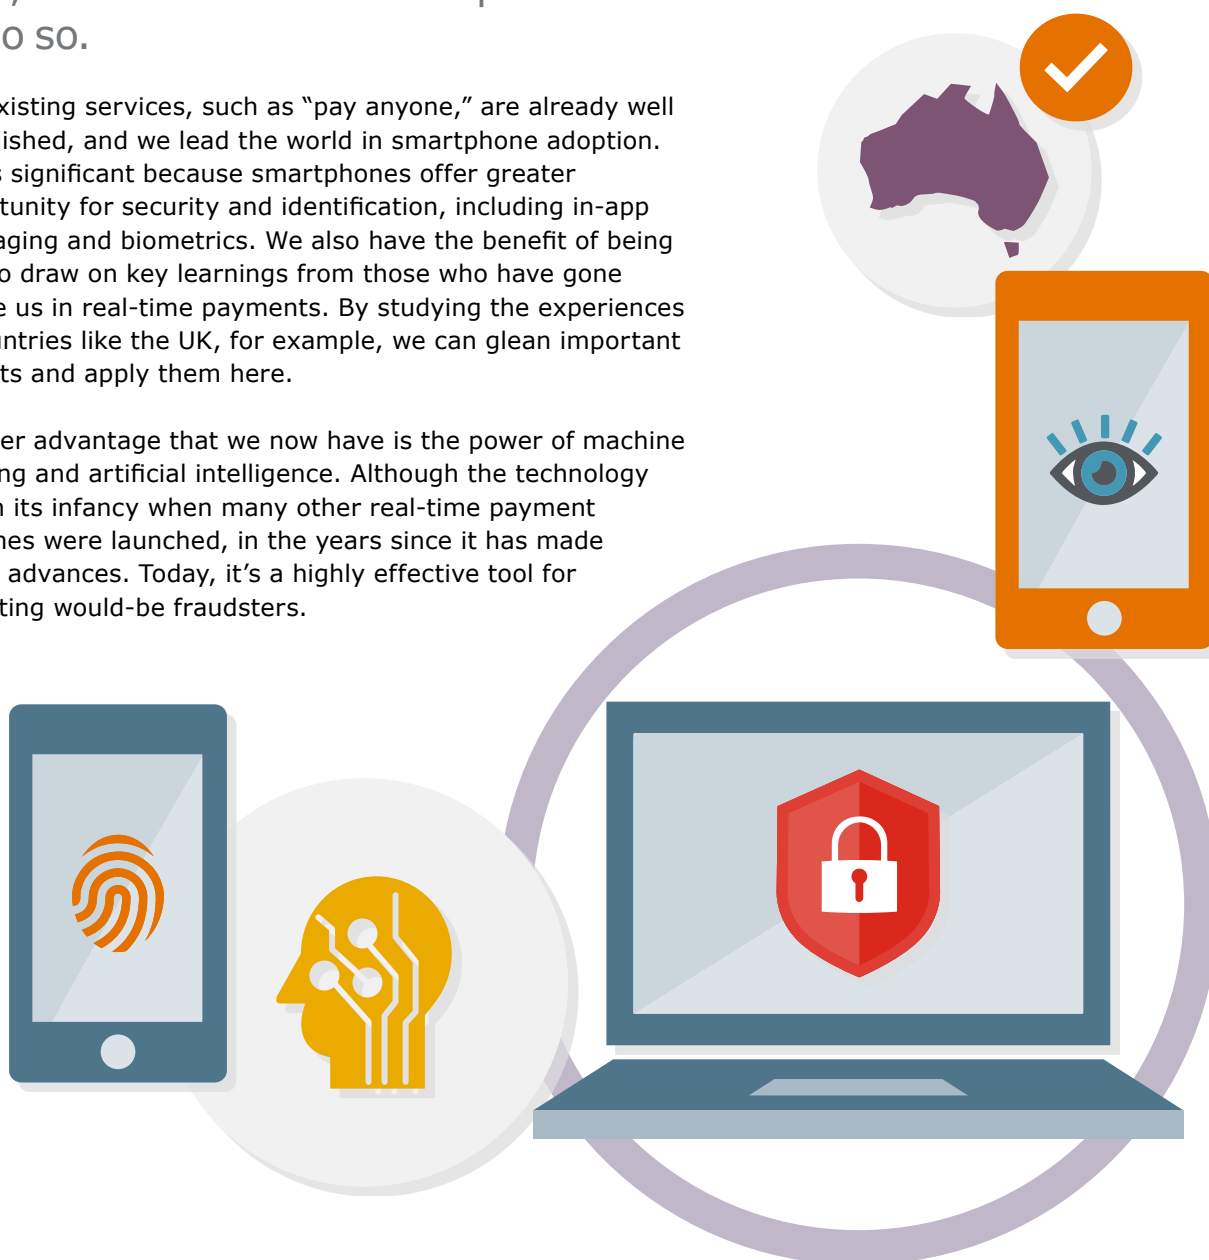 o so.
xisting services, such as “pay anyone,” are already well
lished, and we lead the world in smartphone adoption.
s significant because smartphones offer greater
tunity for security and identification, including in-app
aging and biometrics. We also have the benefit of being
o draw on key learnings from those who have gone
e us in real-time payments. By studying the experiences
untries like the UK, for example, we can glean important
ts and apply them here.
er advantage that we now have is the power of machine
ng and artificial intelligence. Although the technology
n its infancy when many other real-time payment
nes were launched, in the years since it has made
advances. Today, it’s a highly effective tool for
ting would-be fraudsters.